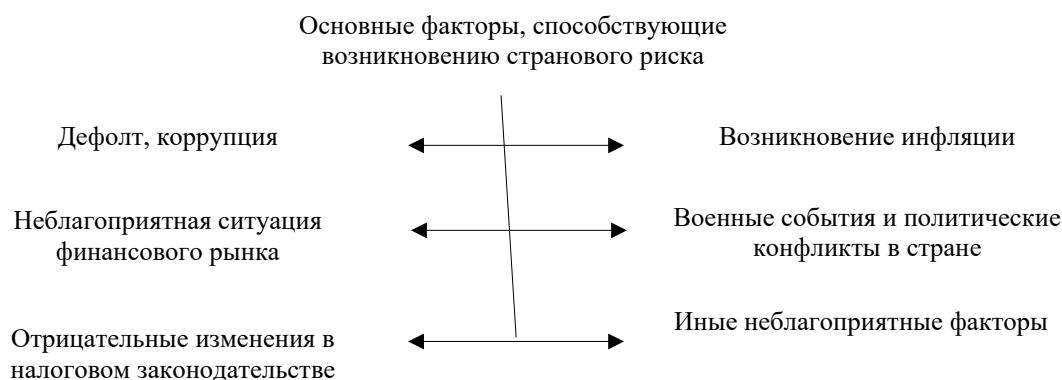 Основные факторы, способствующие
возникновению странового риска
Дефолт, коррупция
Возникновение инфляции
Неблагоприятная ситуация
финансового рынка
Военные события и политические
конфликты в стране
Отрицательные изменения в
налоговом законодательстве
Иные неблагоприятные факторы